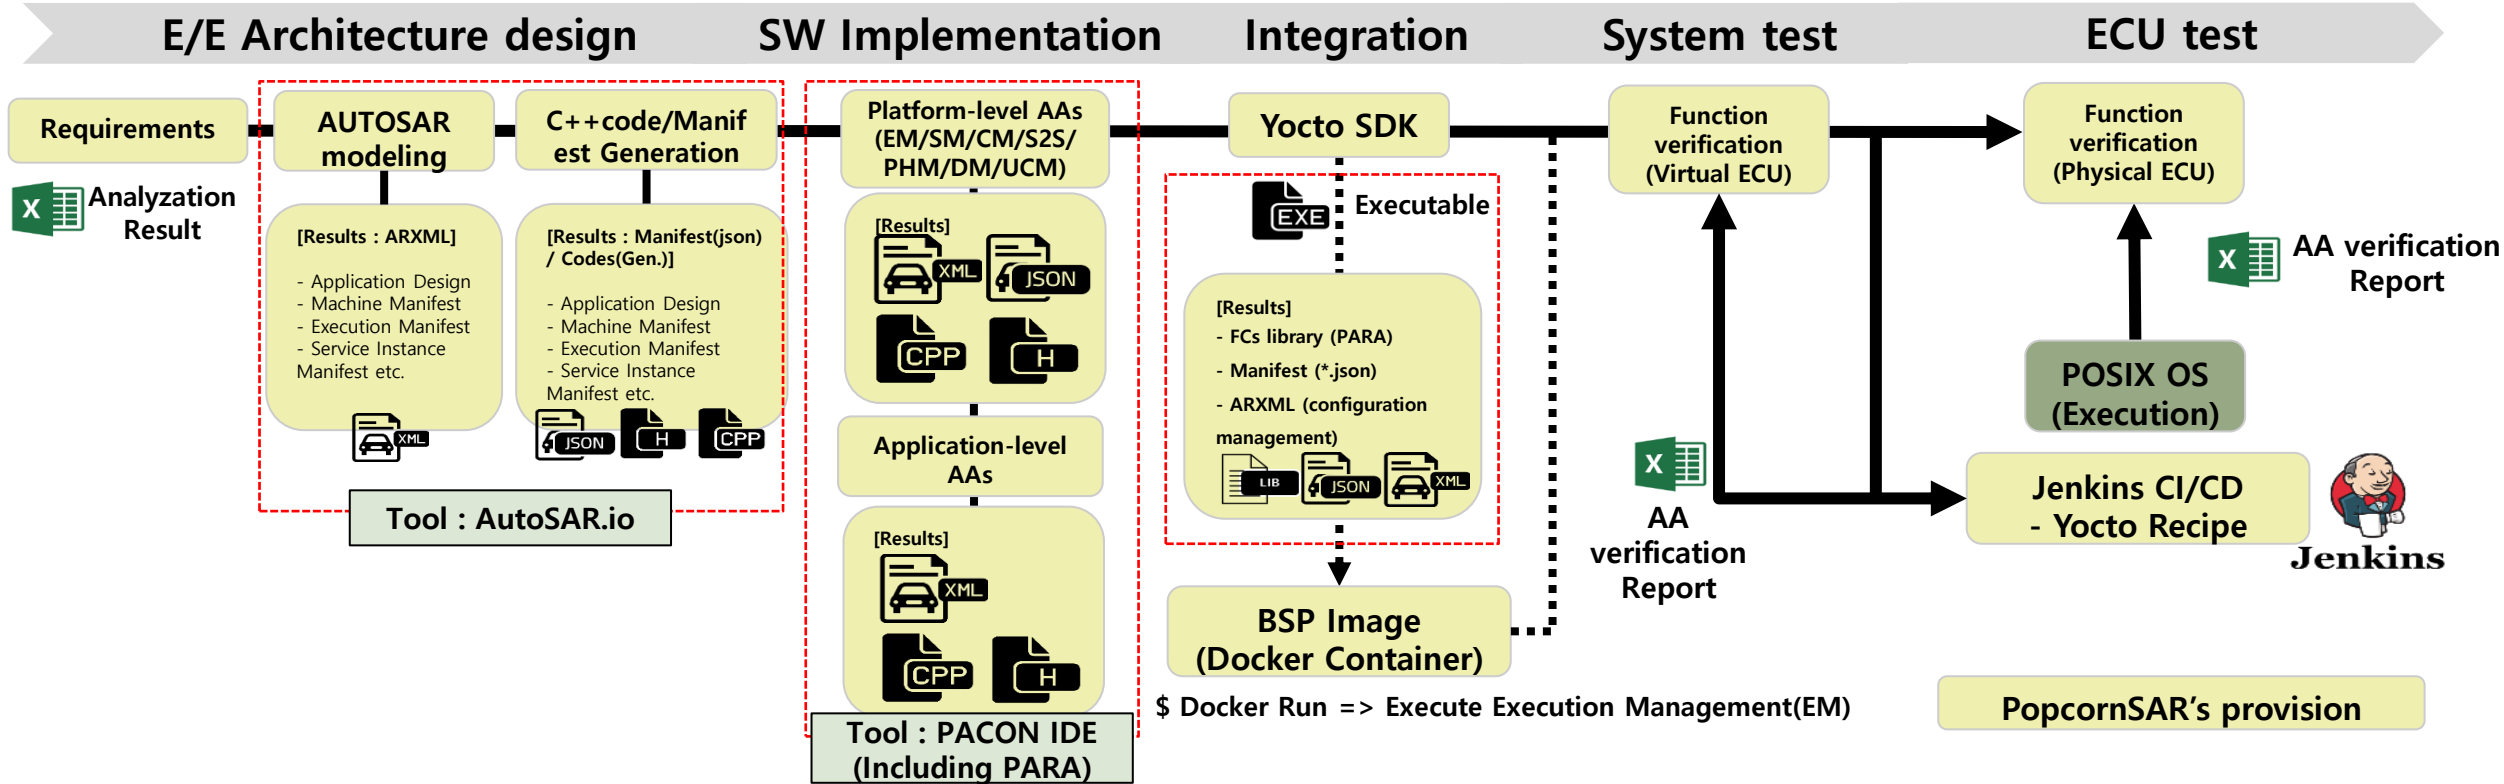 E/E Architecture design
SW Implementation
Integration
System test
ECU test
Requirements
X
Analyzation
Result
AUTOSAR
modeling
[Results : ARXML]
- Application Design
- Machine Manifest
- Execution Manifest
- Service Instance
Manifest etc.
XML
C++code/Manif
est Generation
[Results : Manifest(json)
/ Codes(Gen.)]
- Application Design
- Machine Manifest
- Execution Manifest
- Service Instance
Manifest etc.
JSON
H
CPP
Tool : AutoSAR.io
Platform-level AAs
(EM/SM/CM/S2S/
PHM/DM/UCM)
[Results]
XML
JSON
CPP
H
Application-level
AAs
[Results]
XML
CPP
H
Tool : PACON IDE
(Including PARA)
Yocto SDK
EXE
Executable
[Results]
- FCs library (PARA)
- Manifest (*.json)
- ARXML (configuration
management)
LIB
JSON
XML
BSP Image
(Docker Container)
$ Docker Run => Execute Execution Management(EM)
Function
verification
(Virtual ECU)
X
AA
verification
Report
Function
verification
(Physical ECU)
X
AA verification
Report
POSIX OS
(Execution)
Jenkins CI/CD
- Yocto Recipe
Jenkins
PopcornSAR's provision